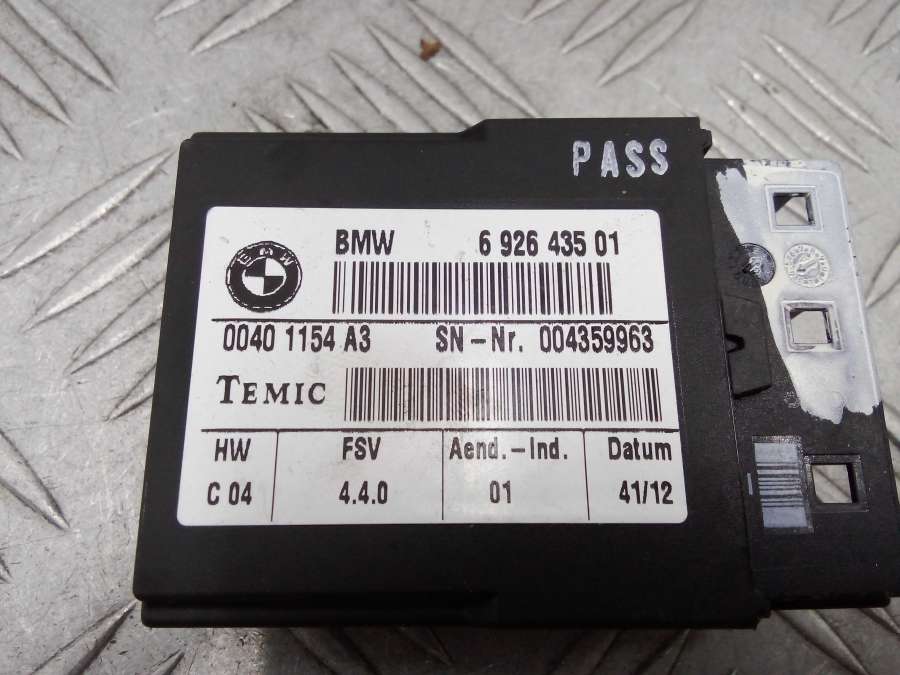 PASS
BMW
BMW 6 926 435 01
0040 1154 A3 SN-Nr. 004359963
TEMIC
HW FSV Aend.-Ind. Datum
C 04 4.4.0 01 41/12